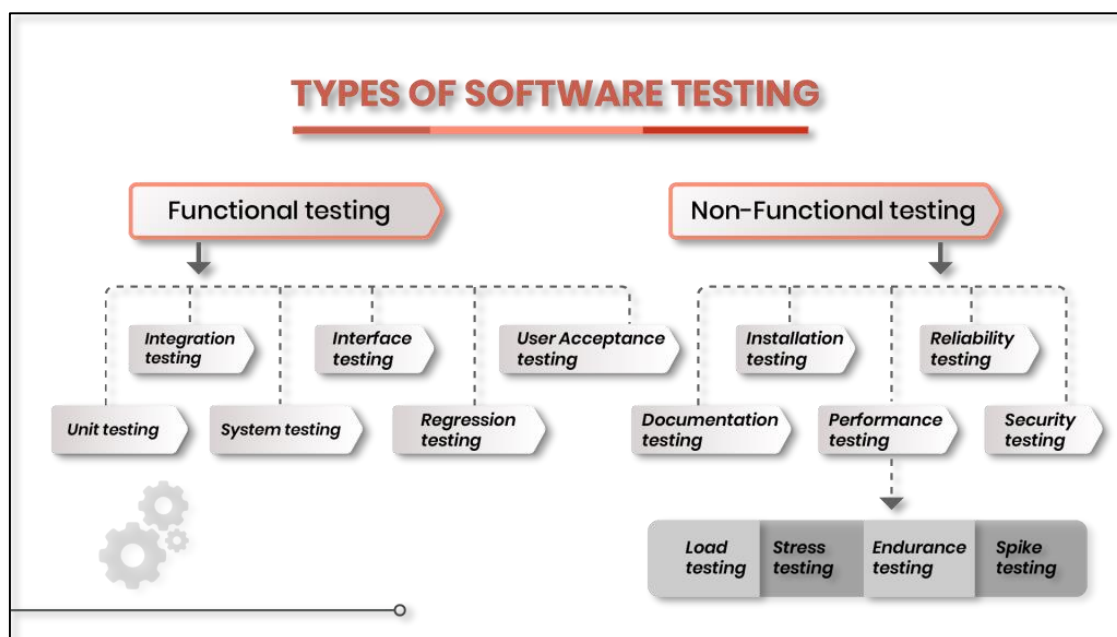 TYPES OF SOFTWARE TESTING
Functional testing
Non-Functional testing
Integration
testing
Interface
testing
User Acceptance
testing
Installation
testing
Reliability
testing
Unit testing
System testing
Regression
testing
Documentation
testing
Performance
testing
Security
testing
Load
testing
Stress
testing
Endurance
testing
Spike
testing